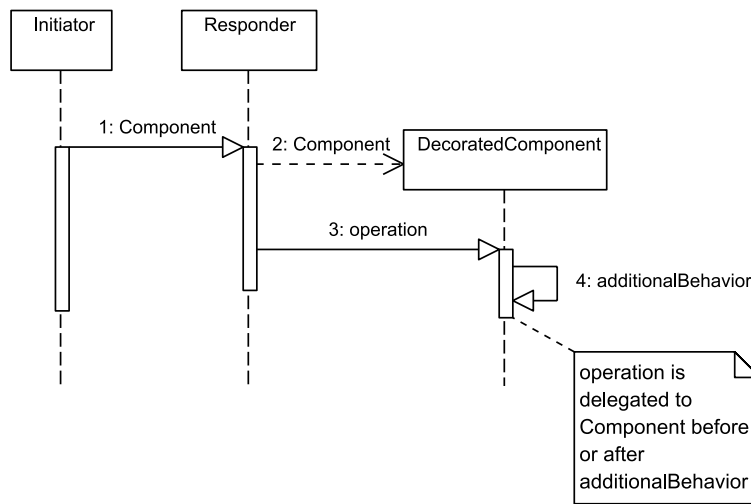 Initiator
Responder
1: Component
2: Component
DecoratedComponent
3: operation
4: additionalBehavior
operation is
delegated to
Component before
or after
additionalBehavior